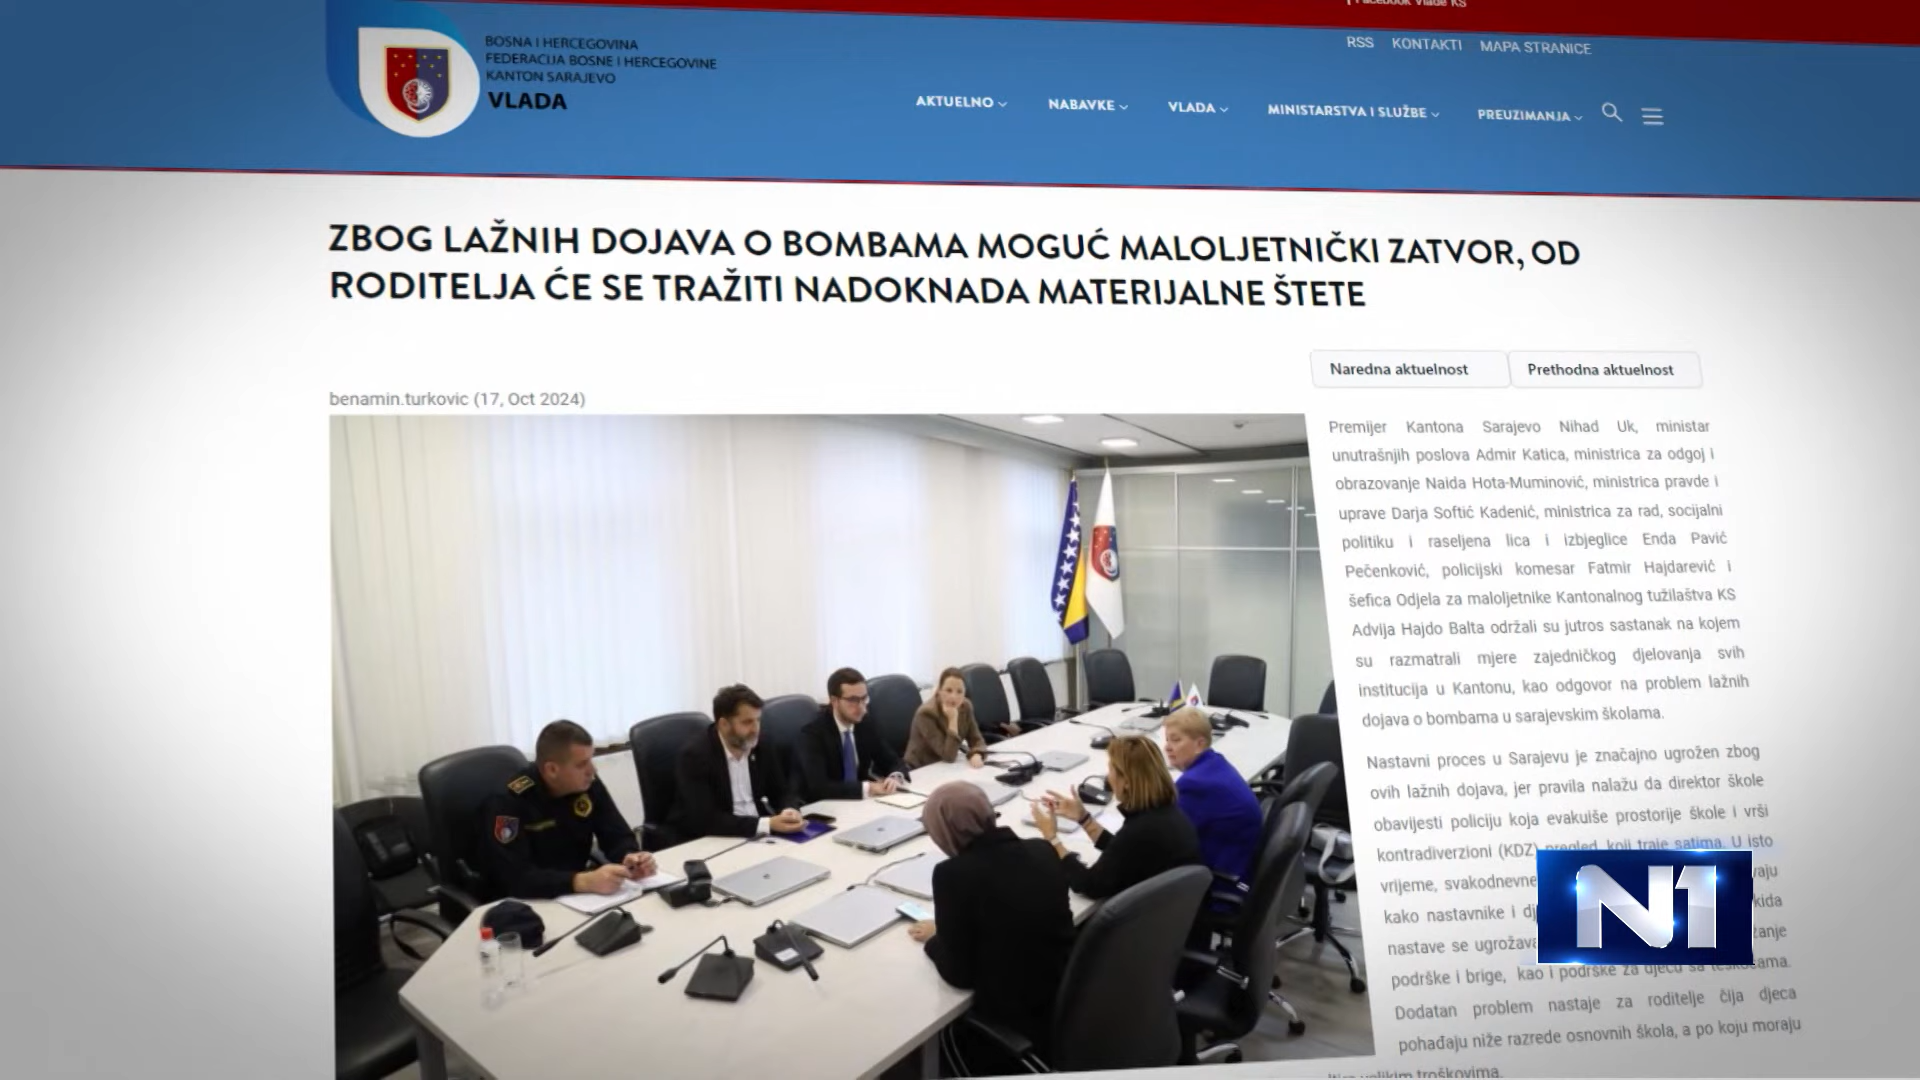 Facebook Vlade KS
BOSNA I HERCEGOVINA
FEDERACIJA BOSNE I HERCEGOVINE
KANTON SARAJEVO
VLADA
RSS KONTAKTI MAPA STRANICE
AKTUELNO NABAVKE VLADA MINISTARSTVA I SLUŽBE PREUZIMANJA
ZBOG LAŽNIH DOJAVA O BOMBAMA MOGUĆ MALOLJETNIČKI ZATVOR, OD
RODITELJA ĆE SE TRAŽITI NADOKNADA MATERIJALNE ŠTETE
Naredna aktuelnost Prethodna aktuelnost
benamin.turkovic (17, Oct 2024)
Premijer Kantona Sarajevo Nihad Uk, ministar
unutrašnjih poslova Admir Katica, ministrica za odgoj i
obrazovanje Naida Hota-Muminović, ministrica pravde i
uprave Darja Softić Kadenić, ministrica za rad, socijalni
politiku i raseljena lica i izbjeglice Enda Pavić
Pečenković, policijski komesar Fatmir Hajdarević i
šefica Odjela za maloljetnike Kantonalnog tužilaštva KS
Advija Hajdo Balta održali su jutros sastanak na kojem
su razmatrali mjere zajedničkog djelovanja svih
institucija u Kantonu, kao odgovor na problem lažnih
dojava o bombama u sarajevskim školama.
Nastavni proces u Sarajevu je značajno ugrožen zbog
ovih lažnih dojava, jer pravila nalažu da direktor škole
obavijesti policiju koja evakuiše prostorije škole i vrši
kontradiverzioni (KDZ) pregled, koji traje satima. U isto
vrijeme, svakodnevne
kako nastavnike i
nastave se
podrške i brige, kao i podrške za djecu sa teškoćama.
Dodatan problem nastaje za roditelje čija djeca
pohađaju niže razrede osnovnih škola, a po koju moraju
velikim troškovima.
N1